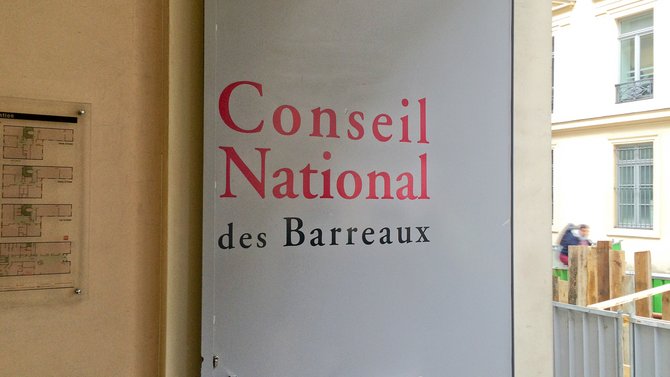 Conseil
National
des Barreaux